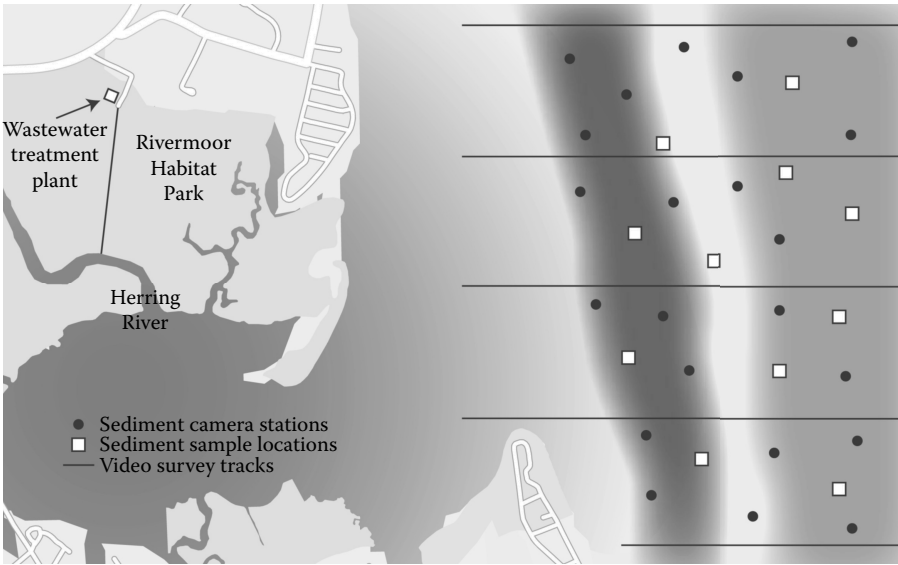 Wastewater
treatment
plant
Rivermoor
Habitat
Park
Herring
River
Sediment camera stations
Sediment sample locations
Video survey tracks